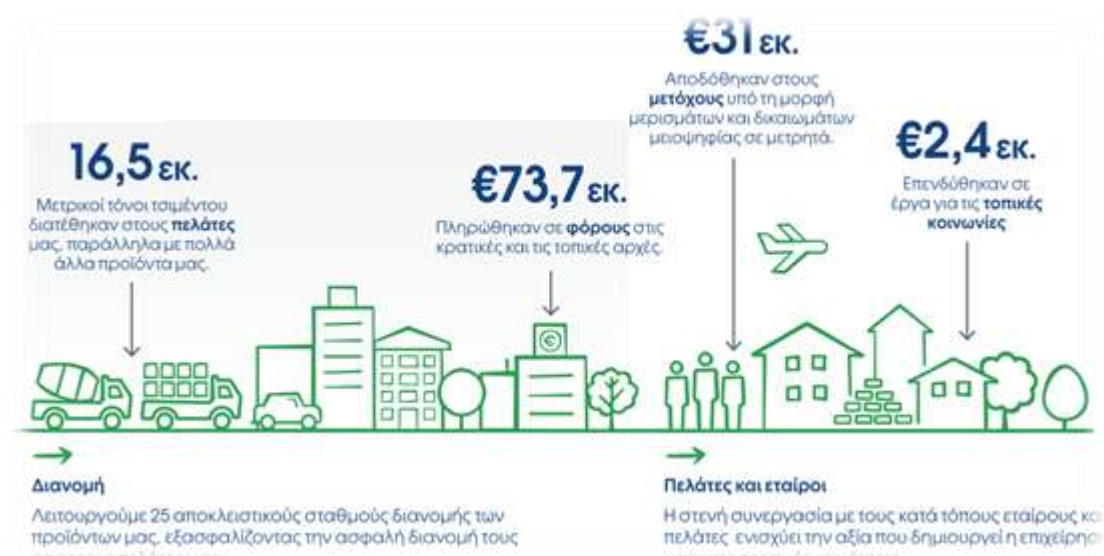 €31 εκ.
Αποδόθηκαν στους
μετόχους υπό τη μορφή
μερισμάτων και δικαιωμάτων
μειοψηφίας σε μετρητά.
16,5 εκ.
Μετρικοί τόνοι τσιμέντου
διατέθηκαν στους πελάτες
μας, παράλληλα με πολλά
άλλα προϊόντα μας.
€73,7 εκ.
Πληρώθηκαν σε φόρους στις
κρατικές και τις τοπικές αρχές.
€2,4 εκ.
Επενδύθηκαν σε
έργα για τις τοπικές
κοινωνίες
€
Διανομή
Λειτουργούμε 25 αποκλειστικούς σταθμούς διανομής των
προϊόντων μας, εξασφαλίζοντας την ασφαλή διανομή τους
Πελάτες και εταίροι
Η στενή συνεργασία με τους κατά τόπους εταίρους
πελάτες ενισχύει την αξία που δημιουργεί η